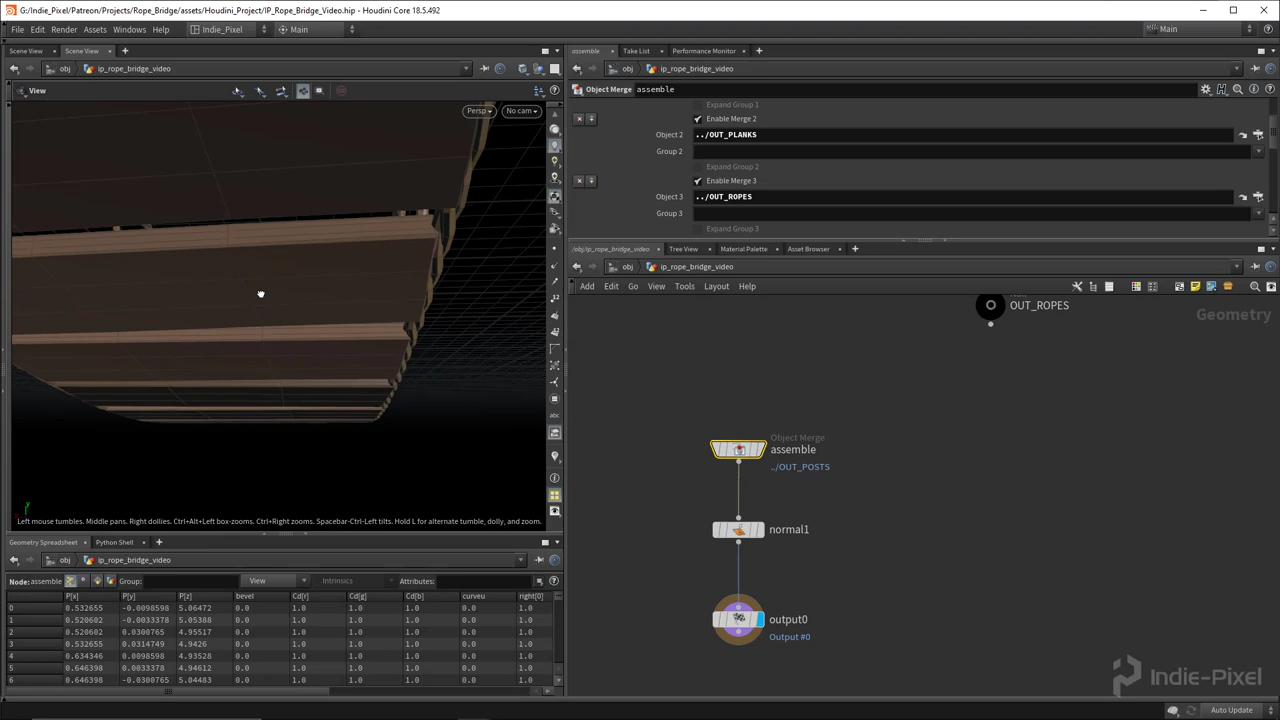 G:/Indie_Pixel/Patreon/Projects/Rope_Bridge/assets/Houdini_Project/IP_Rope_Bridge_Video.hip - Houdini Core 18.5.492
File Edit Render Assets Windows Help Indie_Pixel Main Main
Scene View Scene View
obj ip_rope_bridge_video
View
Persp No cam
Left mouse tumbles. Middle pans. Right dollies. Ctrl+Alt+Left box-zooms. Ctrl+Right zooms. Spacebar-Ctrl-Left tilts. Hold L for alternate tumble, dolly, and zoom.
assemble Take List Performance Monitor
obj ip_rope_bridge_video
Object Merge assemble
Expand Group 1
Enable Merge 2
Object 2 ../OUT_PLANKS
Group 2
Expand Group 2
Enable Merge 3
Object 3 ../OUT_ROPES
Group 3
Expand Group 3
/obj/ip_rope_bridge_video Tree View Material Palette Asset Browser
obj ip_rope_bridge_video
Add Edit Go View Tools Layout Help
OUT_ROPES
Geometry
Object Merge
assemble
../OUT_POSTS
normal1
output0
Output #0
Indie-Pixel
Geometry Spreadsheet Python Shell
obj ip_rope_bridge_video
Node: assemble Group: View Intrinsics Attributes:
P[x] P[y] P[z] bevel Cd[r] Cd[g] Cd[b] curveu right[0]
0 0.532655 -0.0098598 5.06472 0.0 1.0 1.0 1.0 0.0 1.0
1 0.520602 -0.0033378 5.05388 0.0 1.0 1.0 1.0 0.0 1.0
2 0.520602 0.0300765 4.95517 0.0 1.0 1.0 1.0 0.0 1.0
3 0.532655 0.0314749 4.9426 0.0 1.0 1.0 1.0 0.0 1.0
4 0.634346 0.0098598 4.93528 0.0 1.0 1.0 1.0 0.0 1.0
5 0.646398 0.0033378 4.94612 0.0 1.0 1.0 1.0 0.0 1.0
6 0.646398 -0.0300765 5.04483 0.0 1.0 1.0 1.0 0.0 1.0
Auto Update